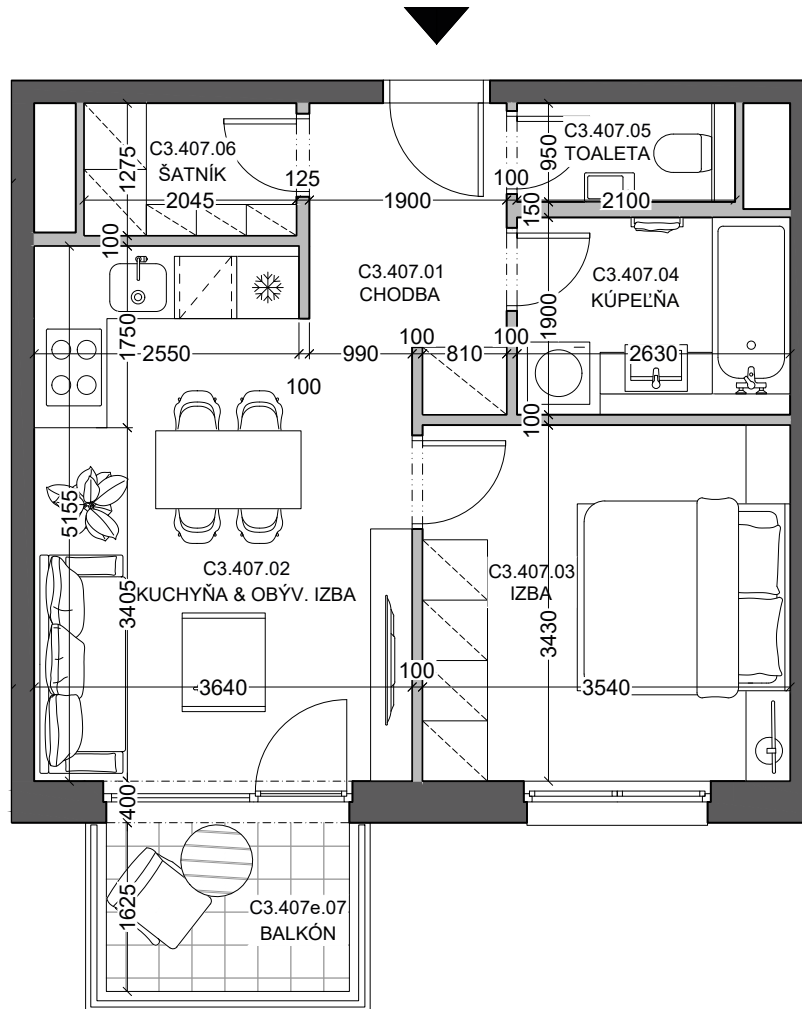 C3.407.06
ŠATNÍK
1275
2045
125
1900
100
C3.407.05
TOALETA
950
2100
150
100
C3.407.01
CHODBA
C3.407.04
KÚPEĽŇA
1900
1750
2550
990
100
810
100
2630
100
100
5155
C3.407.02
KUCHYŇA & OBÝV. IZBA
3405
C3.407.03
IZBA
3430
3640
100
3540
400
1625
C3.407e.07
BALKÓN